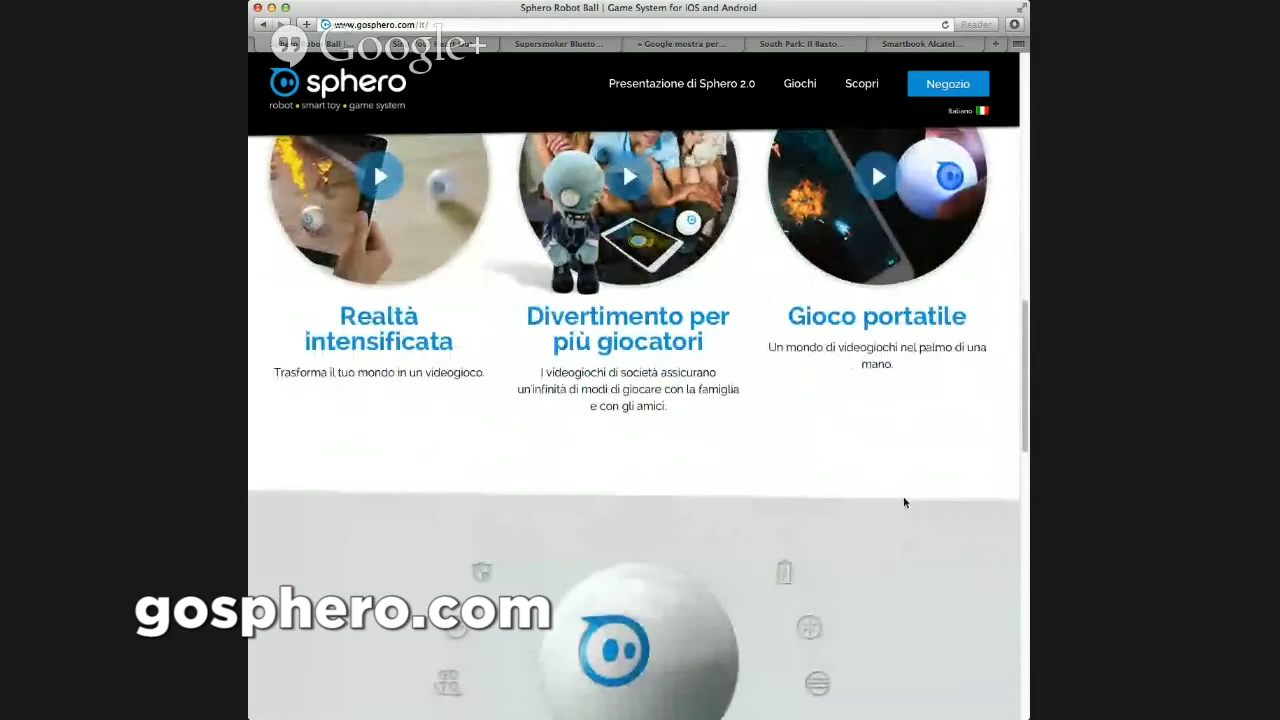 Sphero Robot Ball | Game System for iOS and Android
www.gosphero.com/it/
Reader
Supersmoker Blueto...
» Google mostra per...
South Park: Il Basto...
Smartbook Alcatel...
Google+
sphero
robot • smart toy • game system
Presentazione di Sphero 2.0
Giochi
Scopri
Negozio
Italiano
Realtà
intensificata
Trasforma il tuo mondo in un videogioco.
Divertimento per
più giocatori
I videogiochi di società assicurano
un'infinità di modi di giocare con la famiglia
e con gli amici.
Gioco portatile
Un mondo di videogiochi nel palmo di una
mano.
gosphero.com